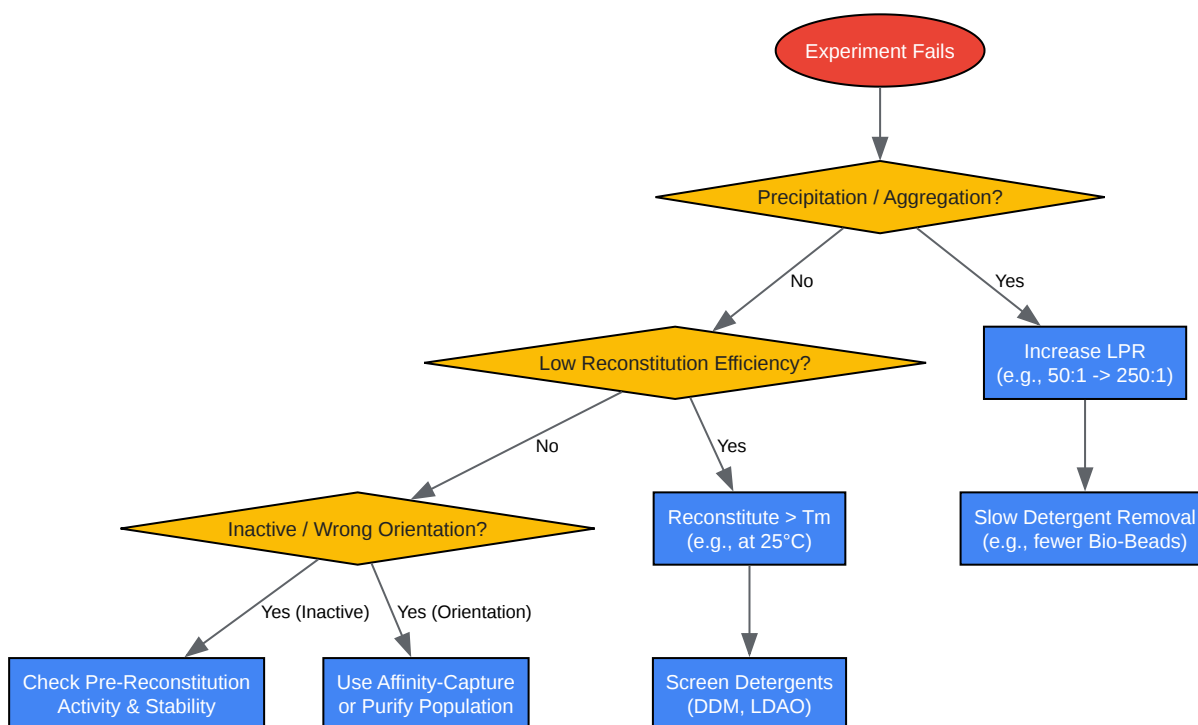 Experiment Fails
Precipitation / Aggregation?
No
Yes
Low Reconstitution Efficiency?
Increase LPR
(e.g., 50:1 -> 250:1)
No
Yes
Inactive / Wrong Orientation?
Reconstitute > Tm
(e.g., at 25°C)
Slow Detergent Removal
(e.g., fewer Bio-Beads)
Yes (Inactive)
Yes (Orientation)
Check Pre-Reconstitution
Activity & Stability
Use Affinity-Capture
or Purify Population
Screen Detergents
(DDM, LDAO)